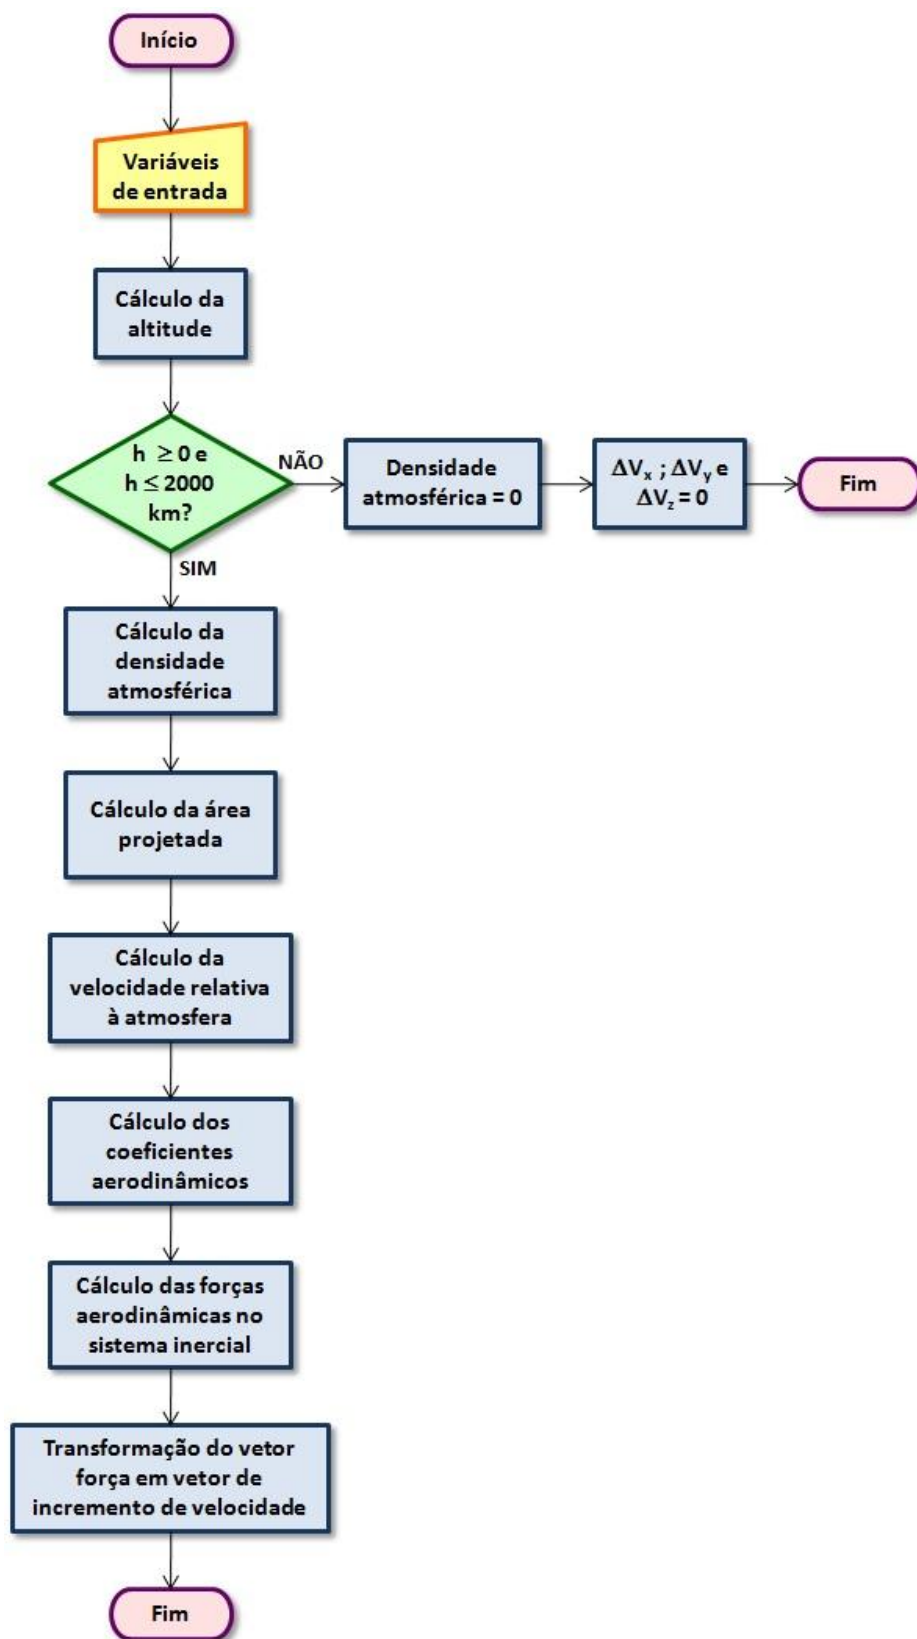 Início
Variáveis
de entrada
Cálculo da
altitude
h ≥ 0 e
h ≤ 2000
km?
NÃO
Densidade
atmosférica = 0
ΔVx ; ΔVy e
ΔVz = 0
Fim
SIM
Cálculo da
densidade
atmosférica
Cálculo da área
projetada
Cálculo da
velocidade relativa
à atmosfera
Cálculo dos
coeficientes
aerodinâmicos
Cálculo das forças
aerodinâmicas no
sistema inercial
Transformação do vetor
força em vetor de
incremento de velocidade
Fim